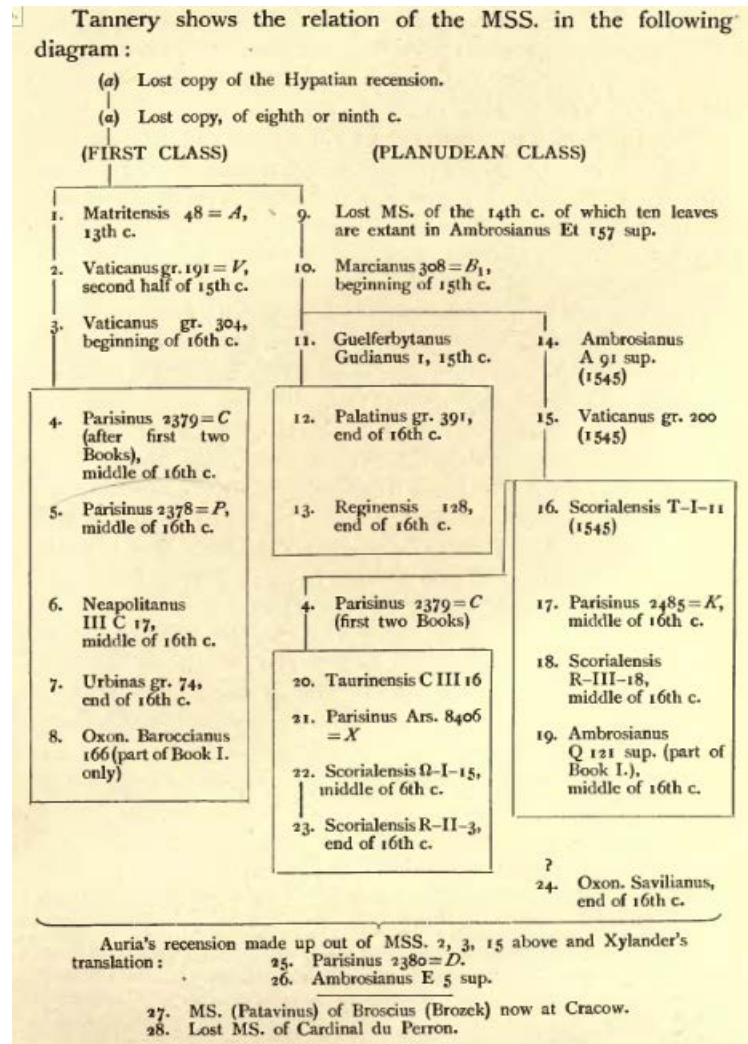 Tannery shows the relation of the MSS. in the following
diagram :
(a) Lost copy of the Hypatian recension.
(a) Lost copy, of eighth or ninth c.
(FIRST CLASS)
1. Matritensis 48 = A,
13th c.
2. Vaticanus gr. 191 = V,
second half of 15th c.
3. Vaticanus gr. 304,
beginning of 16th c.
4. Parisinus 2379 = C
(after first two
Books),
middle of 16th c.
5. Parisinus 2378 = P,
middle of 16th c.
6. Neapolitanus
III C 17,
middle of 16th c.
7. Urbinas gr. 74,
end of 16th c.
8. Oxon. Baroccianus
166 (part of Book I.
only)
(PLANUDEAN CLASS)
9. Lost MS. of the 14th c. of which ten leaves
are extant in Ambrosianus Et 157 sup.
10. Marcianus 308 = B₁,
beginning of 15th c.
11. Guelferbytanus
Gudianus 1, 15th c.
12. Palatinus gr. 391,
end of 16th c.
13. Reginensis 128,
end of 16th c.
4. Parisinus 2379 = C
(first two Books)
20. Taurinensis C III 16
21. Parisinus Ars. 8406
= X
22. Scorialensis Ω–I–15,
middle of 6th c.
23. Scorialensis R–II–3,
end of 16th c.
14. Ambrosianus
A 91 sup.
(1545)
15. Vaticanus gr. 200
(1545)
16. Scorialensis T–I–11
(1545)
17. Parisinus 2485 = K,
middle of 16th c.
18. Scorialensis
R–III–18,
middle of 16th c.
19. Ambrosianus
Q 121 sup. (part of
Book I.),
middle of 16th c.
?
24. Oxon. Savilianus,
end of 16th c.
Auria's recension made up out of MSS. 2, 3, 15 above and Xylander's
translation : 25. Parisinus 2380 = D.
26. Ambrosianus E 5 sup.
27. MS. (Patavinus) of Broscius (Brozek) now at Cracow.
28. Lost MS. of Cardinal du Perron.